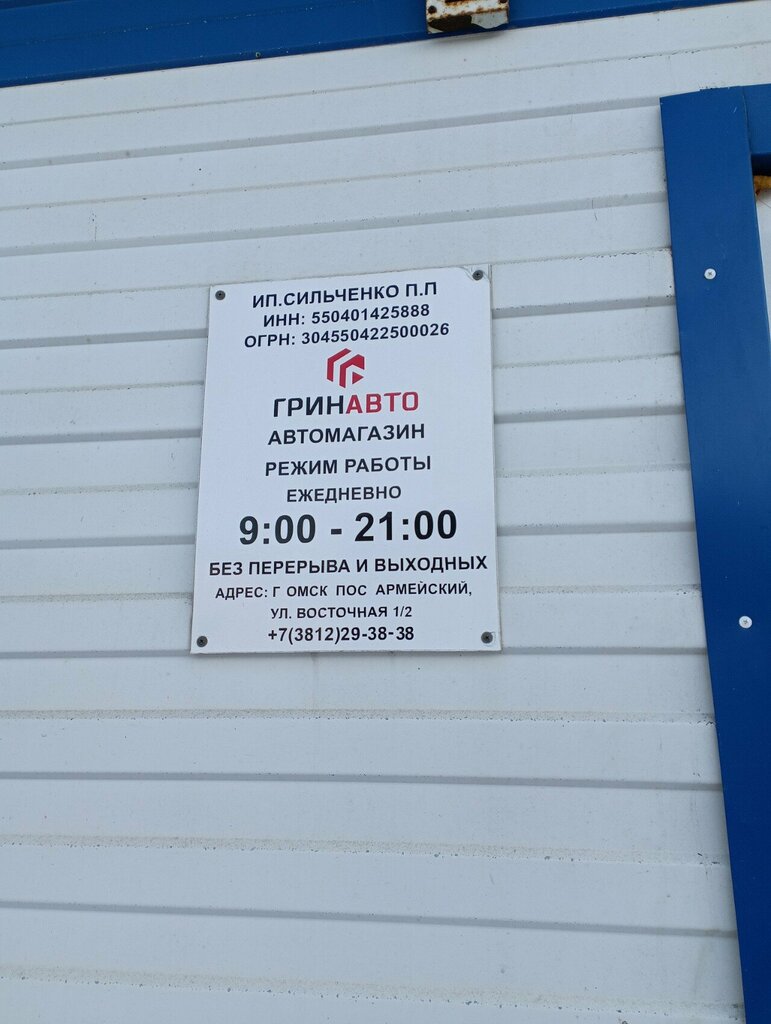 ИП.СИЛЬЧЕНКО П.П
ИНН: 550401425888
ОГРН: 304550422500026
ГРИНАВТО
АВТОМАГАЗИН
РЕЖИМ РАБОТЫ
ЕЖЕДНЕВНО
9:00 - 21:00
БЕЗ ПЕРЕРЫВА И ВЫХОДНЫХ
АДРЕС: Г ОМСК ПОС АРМЕЙСКИЙ,
УЛ. ВОСТОЧНАЯ 1/2
+7(3812)29-38-38